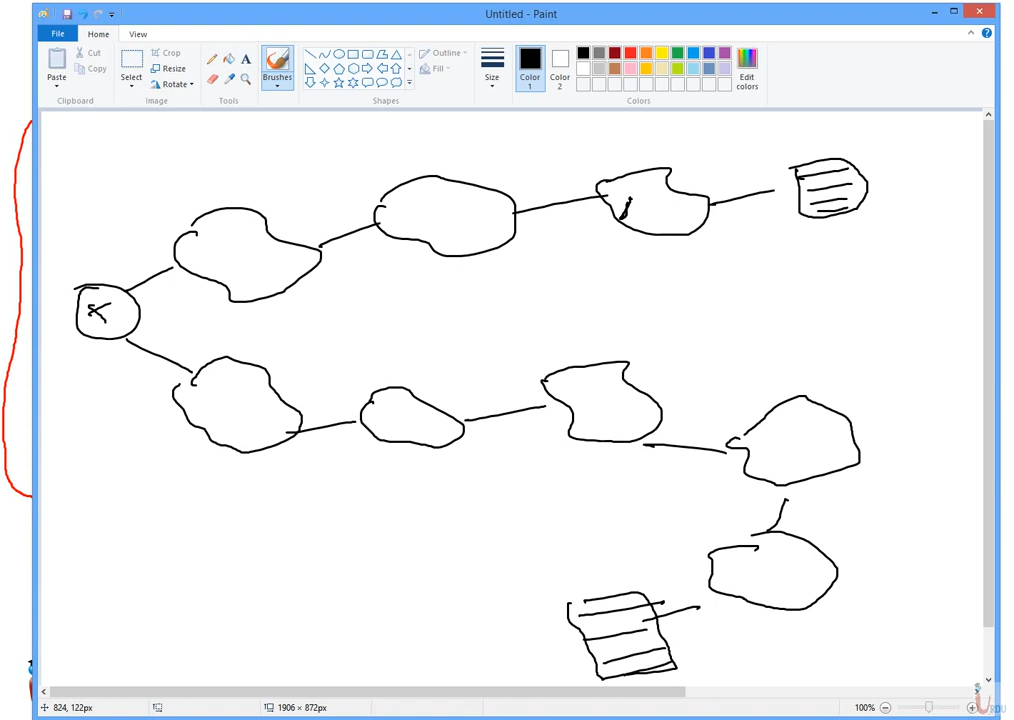 Untitled - Paint
File Home View
Cut Crop Outline
Copy Resize Fill
Paste Select Rotate Brushes Size Color 1 Color 2 Edit colors
Clipboard Image Tools Shapes Colors
X
824, 122px 1906 × 872px 100%
URDU